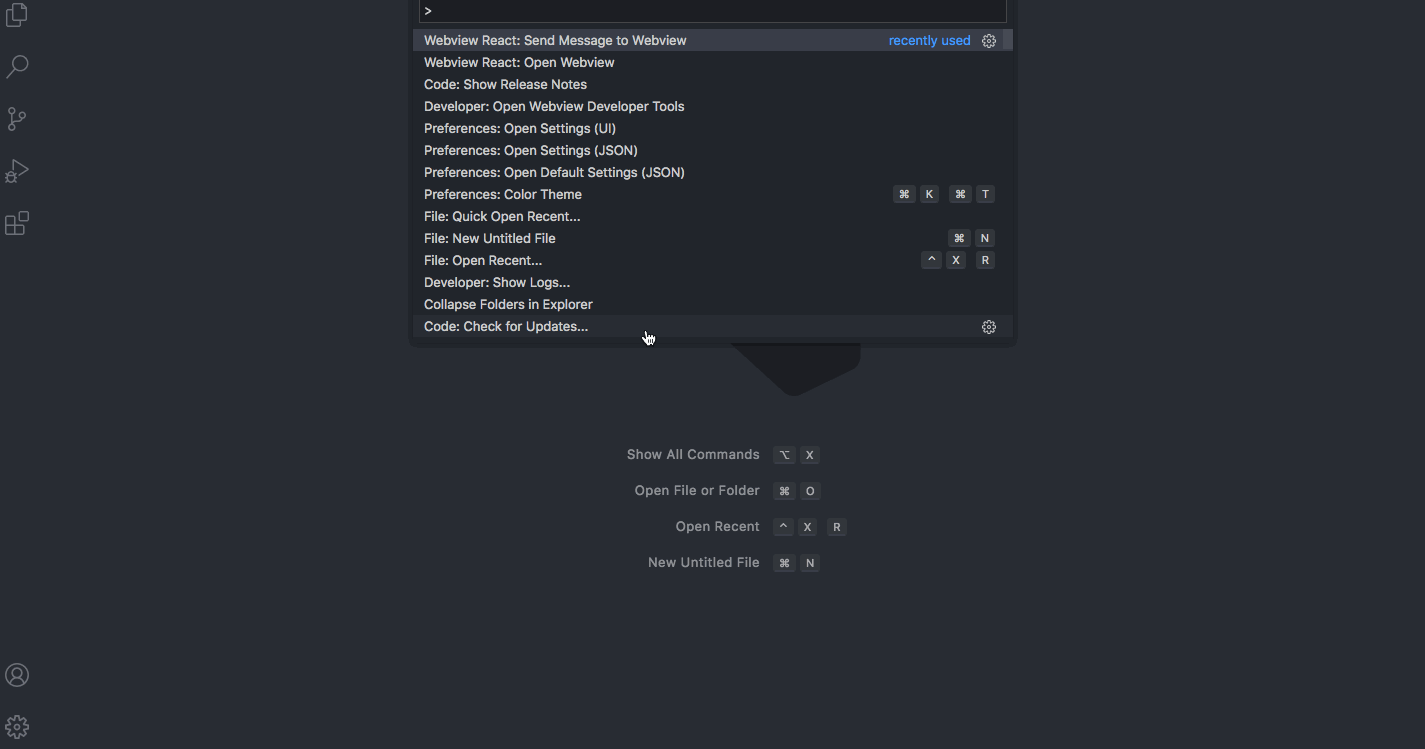 >
Webview React: Send Message to Webview recently used
Webview React: Open Webview
Code: Show Release Notes
Developer: Open Webview Developer Tools
Preferences: Open Settings (UI)
Preferences: Open Settings (JSON)
Preferences: Open Default Settings (JSON)
Preferences: Color Theme ⌘ K ⌘ T
File: Quick Open Recent...
File: New Untitled File ⌘ N
File: Open Recent... ^ X R
Developer: Show Logs...
Collapse Folders in Explorer
Code: Check for Updates...
Show All Commands ⌥ X
Open File or Folder ⌘ O
Open Recent ^ X R
New Untitled File ⌘ N